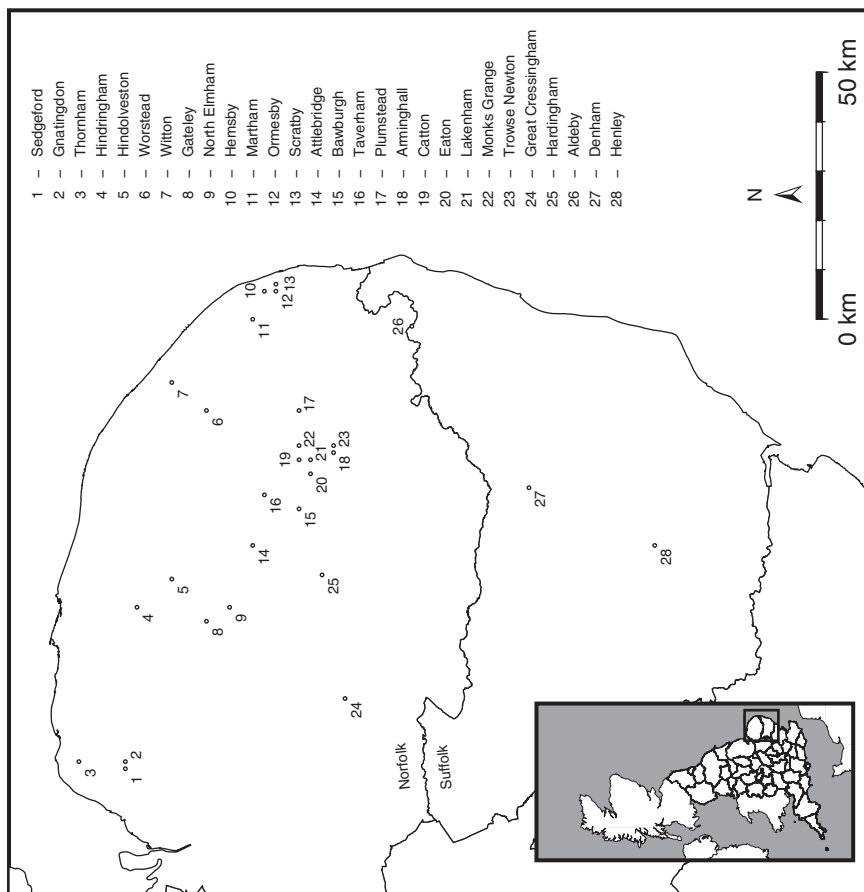 1 – Sedgeford
2 – Gnatingdon
3 – Thornham
4 – Hindringham
5 – Hindolveston
6 – Worstead
7 – Witton
8 – Gateley
9 – North Elmham
10 – Hemsby
11 – Martham
12 – Ormesby
13 – Scratby
14 – Attlebridge
15 – Bawburgh
16 – Taverham
17 – Plumstead
18 – Arminghall
19 – Catton
20 – Eaton
21 – Lakenham
22 – Monks Grange
23 – Trowse Newton
24 – Great Cressingham
25 – Hardingham
26 – Aldeby
27 – Denham
28 – Henley
3
1 2
4
5
7
8
6
9
11
10
12 13
14
16
15
19 22
17
20
21
18 23
25
24
26
Norfolk
Suffolk
27
28
N
0 km
50 km